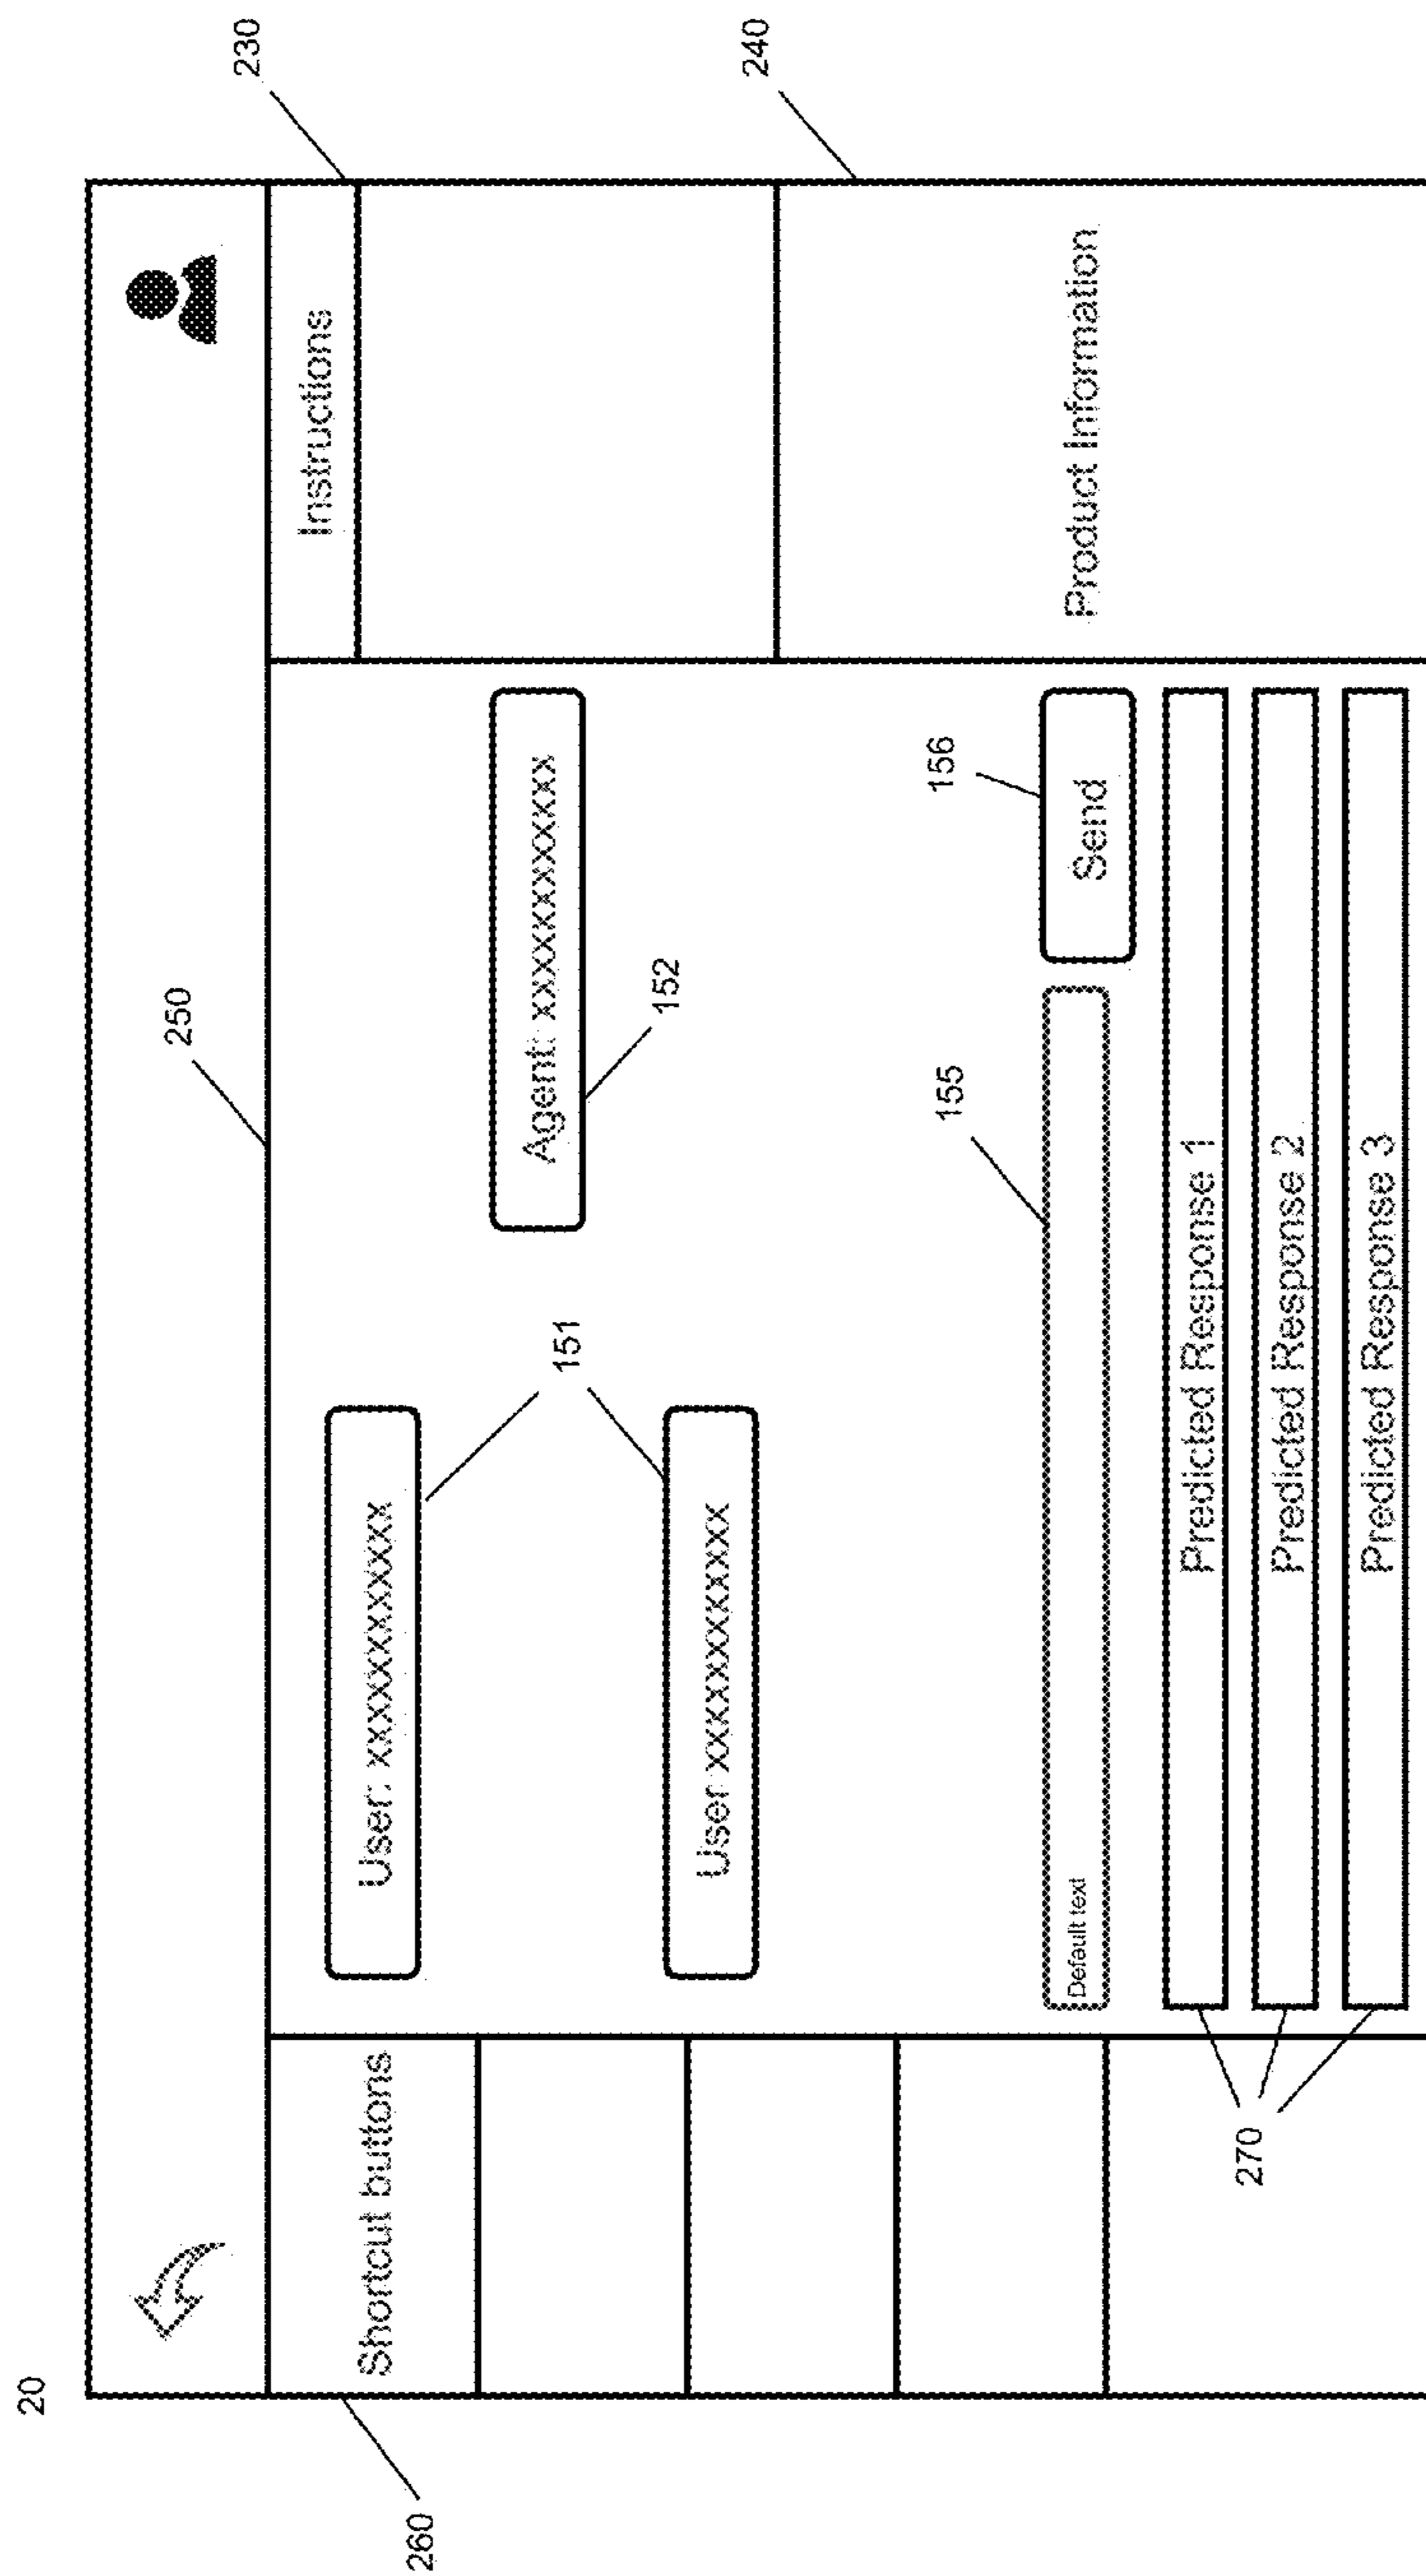 20
250
230
Shortcut buttons
Instructions
260
User: xxxxxxxxxxxx
Agent: xxxxxxxxxxxx
151
152
User: xxxxxxxxxxxx
240
155
156
Default text
Send
Product Information
Predicted Response 1
270
Predicted Response 2
Predicted Response 3